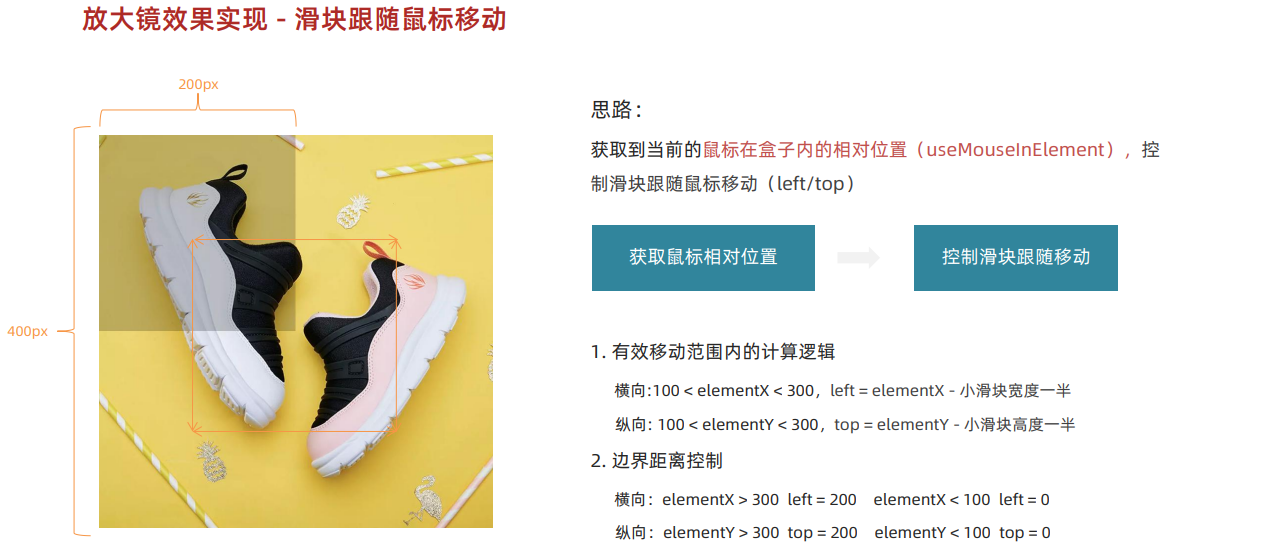 放大镜效果实现 - 滑块跟随鼠标移动
200px
400px
思路：
获取到当前的鼠标在盒子内的相对位置（useMouseInElement），控
制滑块跟随鼠标移动（left/top）
获取鼠标相对位置
控制滑块跟随移动
1. 有效移动范围内的计算逻辑
横向:100 < elementX < 300，left = elementX - 小滑块宽度一半
纵向: 100 < elementY < 300，top = elementY - 小滑块高度一半
2. 边界距离控制
横向：elementX > 300 left = 200 elementX < 100 left = 0
纵向：elementY > 300 top = 200 elementY < 100 top = 0